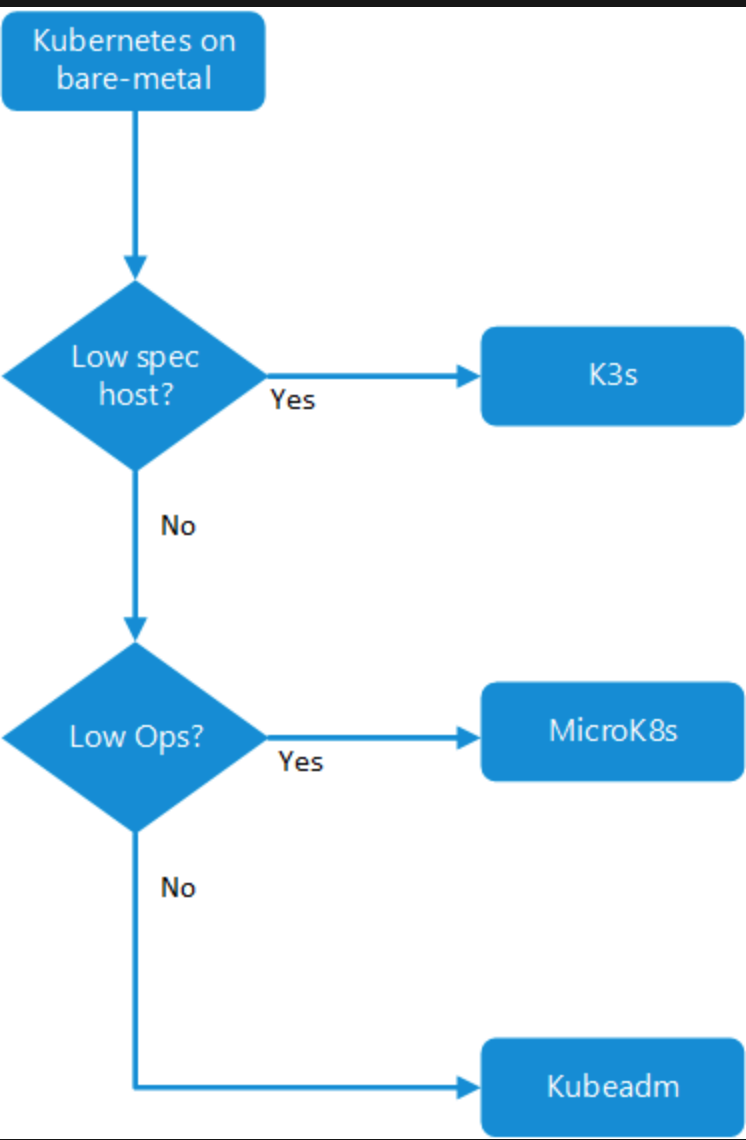 Kubernetes on
bare-metal
Low spec
host?
Yes
K3s
No
Low Ops?
Yes
MicroK8s
No
Kubeadm